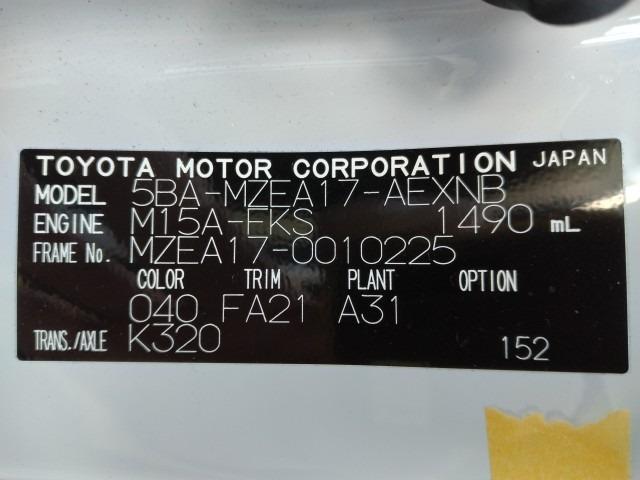 TOYOTA MOTOR CORPORATION JAPAN
MODEL 5BA-MZEA17-AEXNB
ENGINE M15A-FKS 1490 mL
FRAME No. MZEA17-0010225
COLOR TRIM PLANT OPTION
040 FA21 A31
TRANS./AXLE K320 152